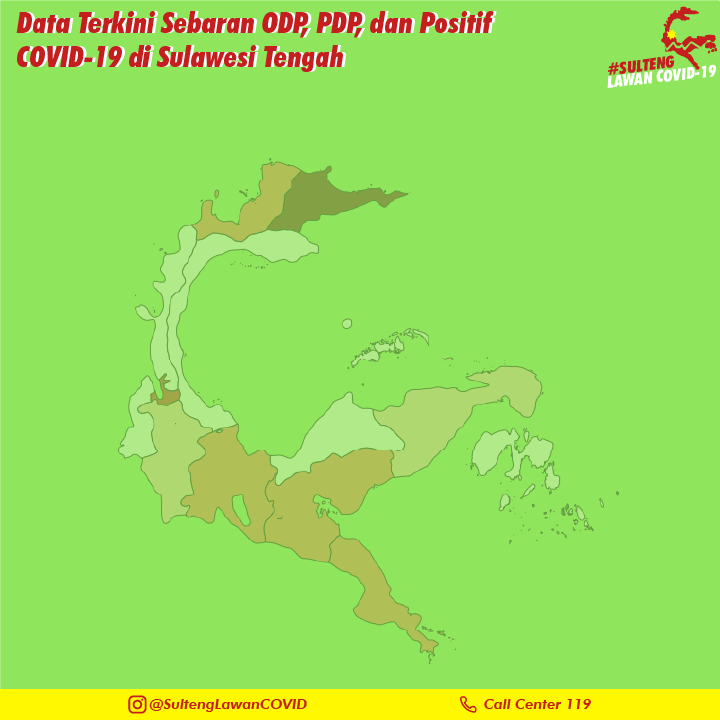 Data Terkini Sebaran ODP, PDP, dan Positif
COVID-19 di Sulawesi Tengah
#SULTENG
LAWAN COVID-19
@SultengLawanCOVID
Call Center 119